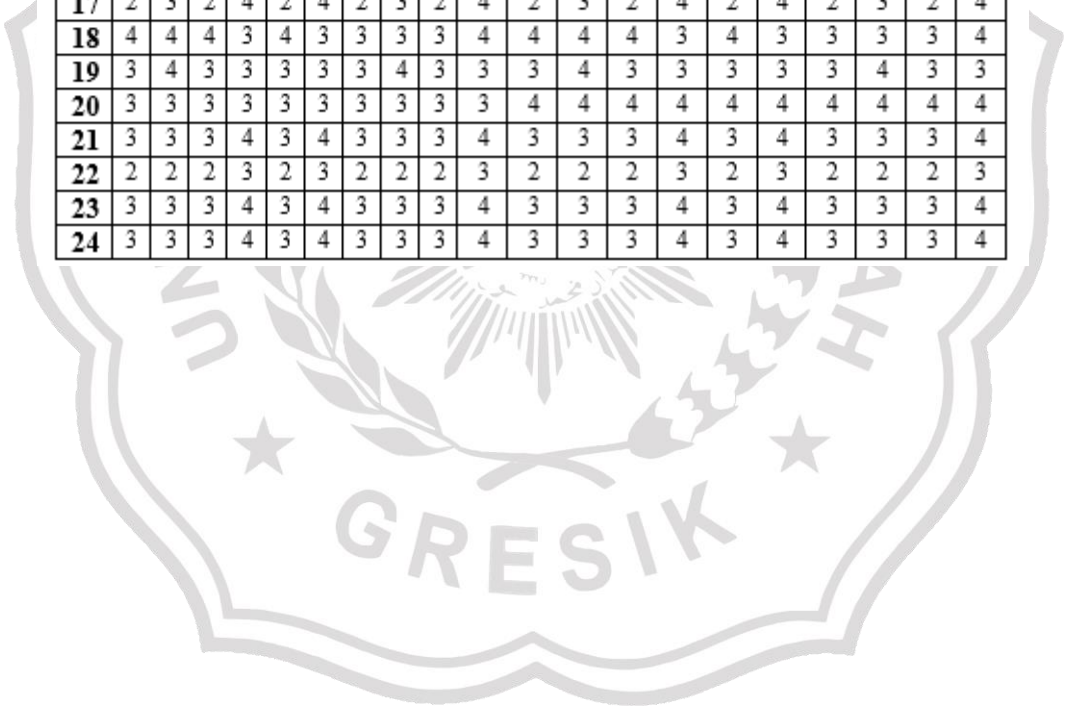 17 2 3 2 4 2 4 2 3 2 4 2 3 2 4 2 4 2 3 2 4
18 4 4 4 3 4 3 3 3 3 4 4 4 4 3 4 3 3 3 3 4
19 3 4 3 3 3 3 3 4 3 3 3 4 3 3 3 3 3 4 3 3
20 3 3 3 3 3 3 3 3 3 3 4 4 4 4 4 4 4 4 4 4
21 3 3 3 4 3 4 3 3 3 4 3 3 3 4 3 4 3 3 3 4
22 2 2 2 3 2 3 2 2 2 3 2 2 2 3 2 3 2 2 2 3
23 3 3 3 4 3 4 3 3 3 4 3 3 3 4 3 4 3 3 3 4
24 3 3 3 4 3 4 3 3 3 4 3 3 3 4 3 4 3 3 3 4
GRESIK